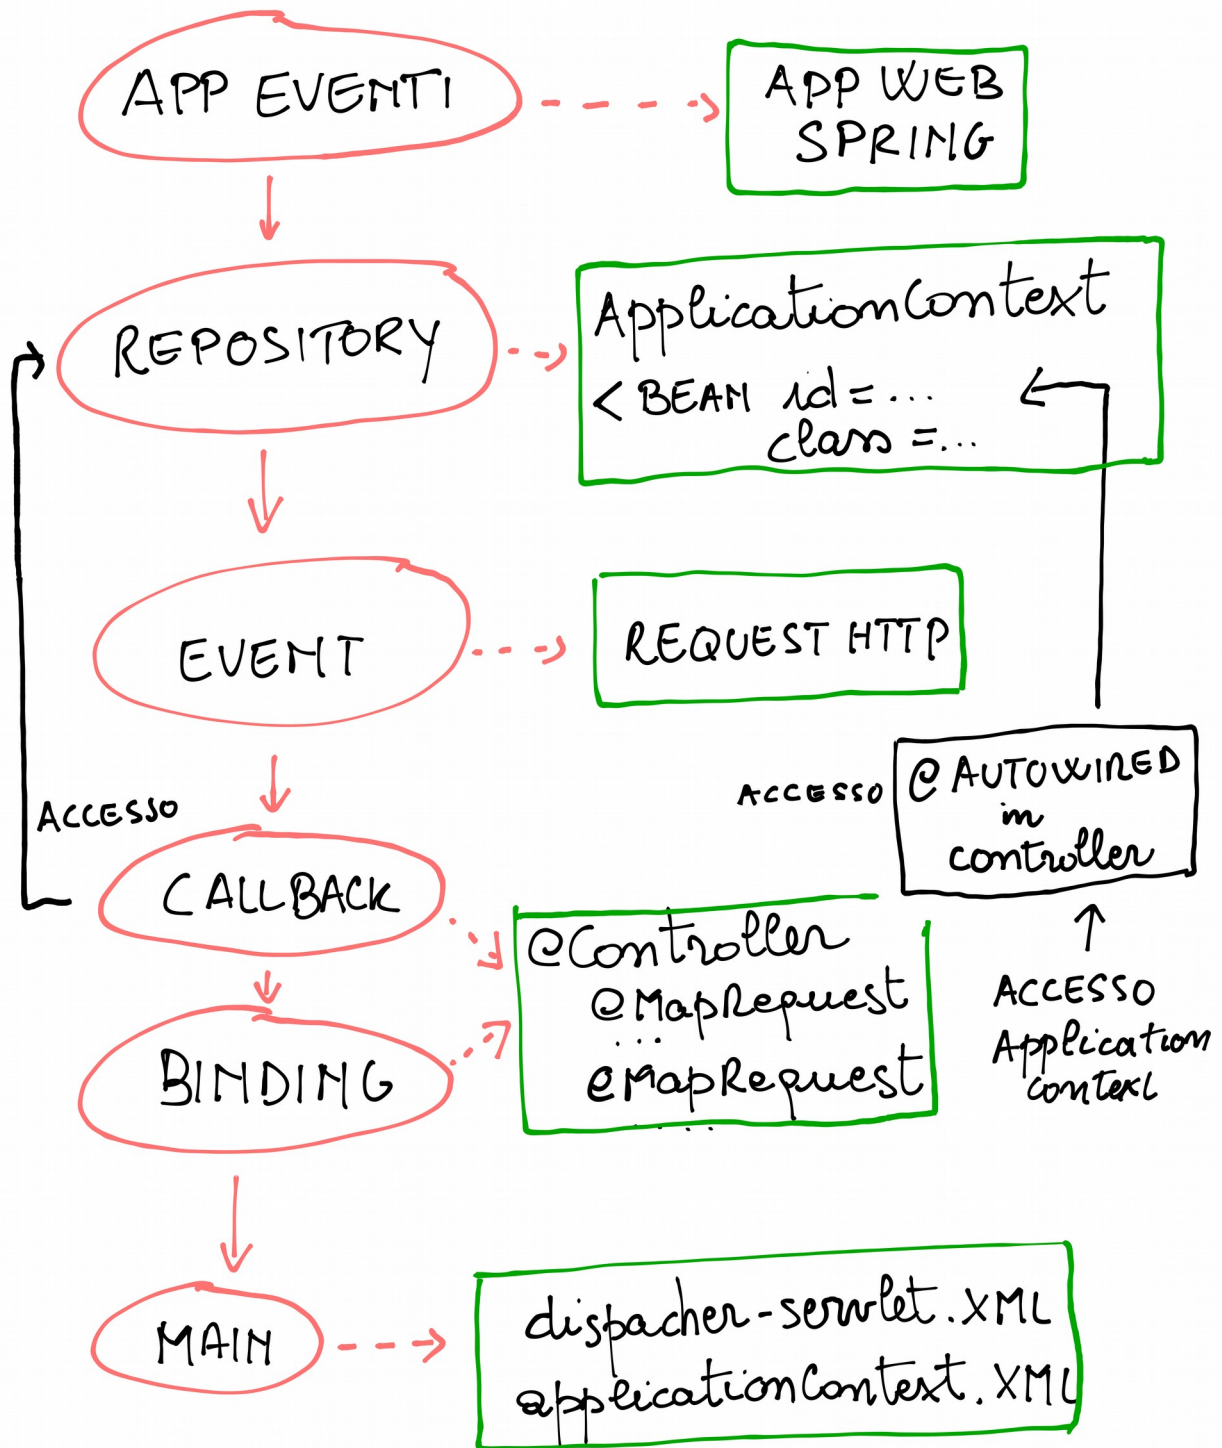 APP EVENTI
APP WEB
SPRING
REPOSITORY
ApplicationContext
< BEAN id = ...
class = ...
EVENT
REQUEST HTTP
ACCESSO
CALLBACK
ACCESSO
@ AUTOWIRED
in
controller
@Controller
@MapRequest
...
@MapRequest
.....
ACCESSO
Application
context
BINDING
MAIN
dispacher-servlet.XML
applicationContext.XML